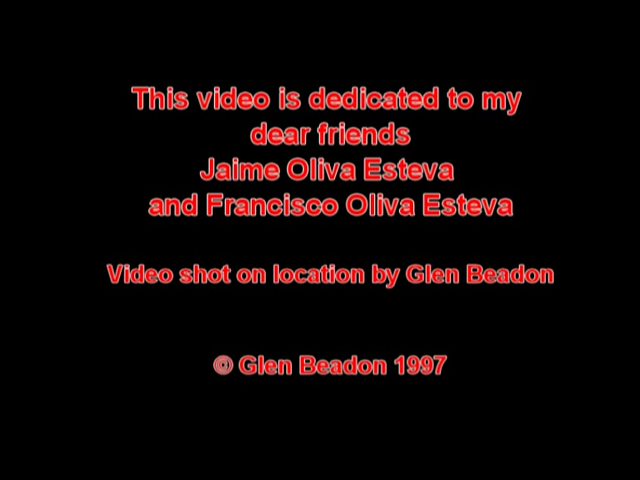 This video is dedicated to my
dear friends
Jaime Oliva Esteva
and Francisco Oliva Esteva
Video shot on location by Glen Beadon
© Glen Beadon 1997